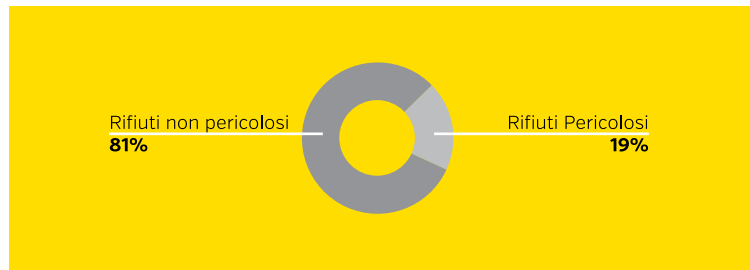 Rifiuti non pericolosi
81%
Rifiuti Pericolosi
19%